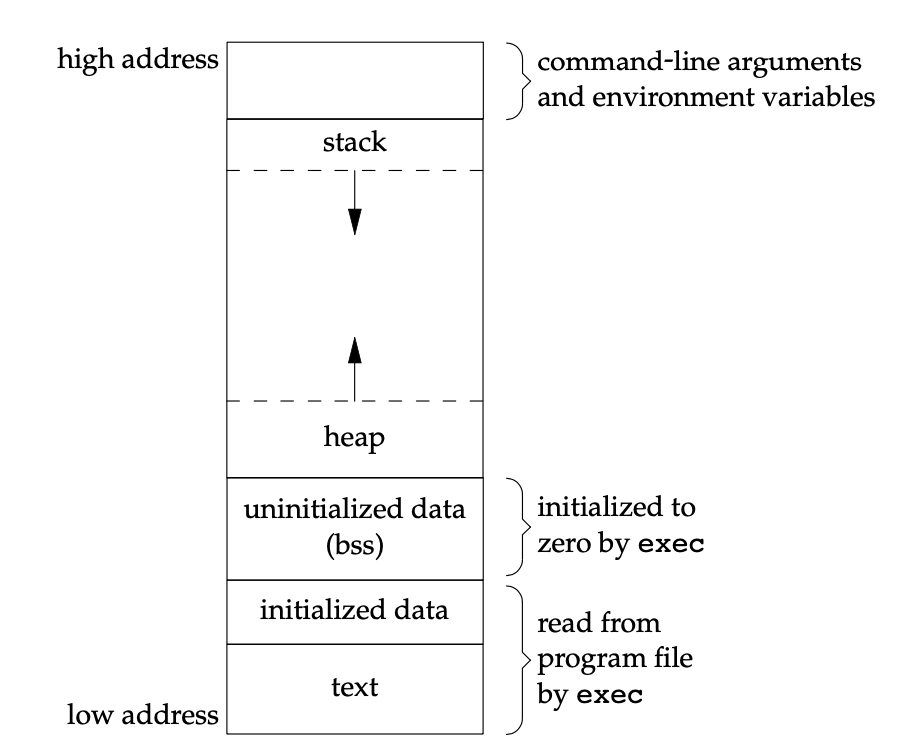 high address
command-line arguments
and environment variables
stack
heap
uninitialized data
(bss)
initialized to
zero by exec
initialized data
read from
program file
by exec
text
low address